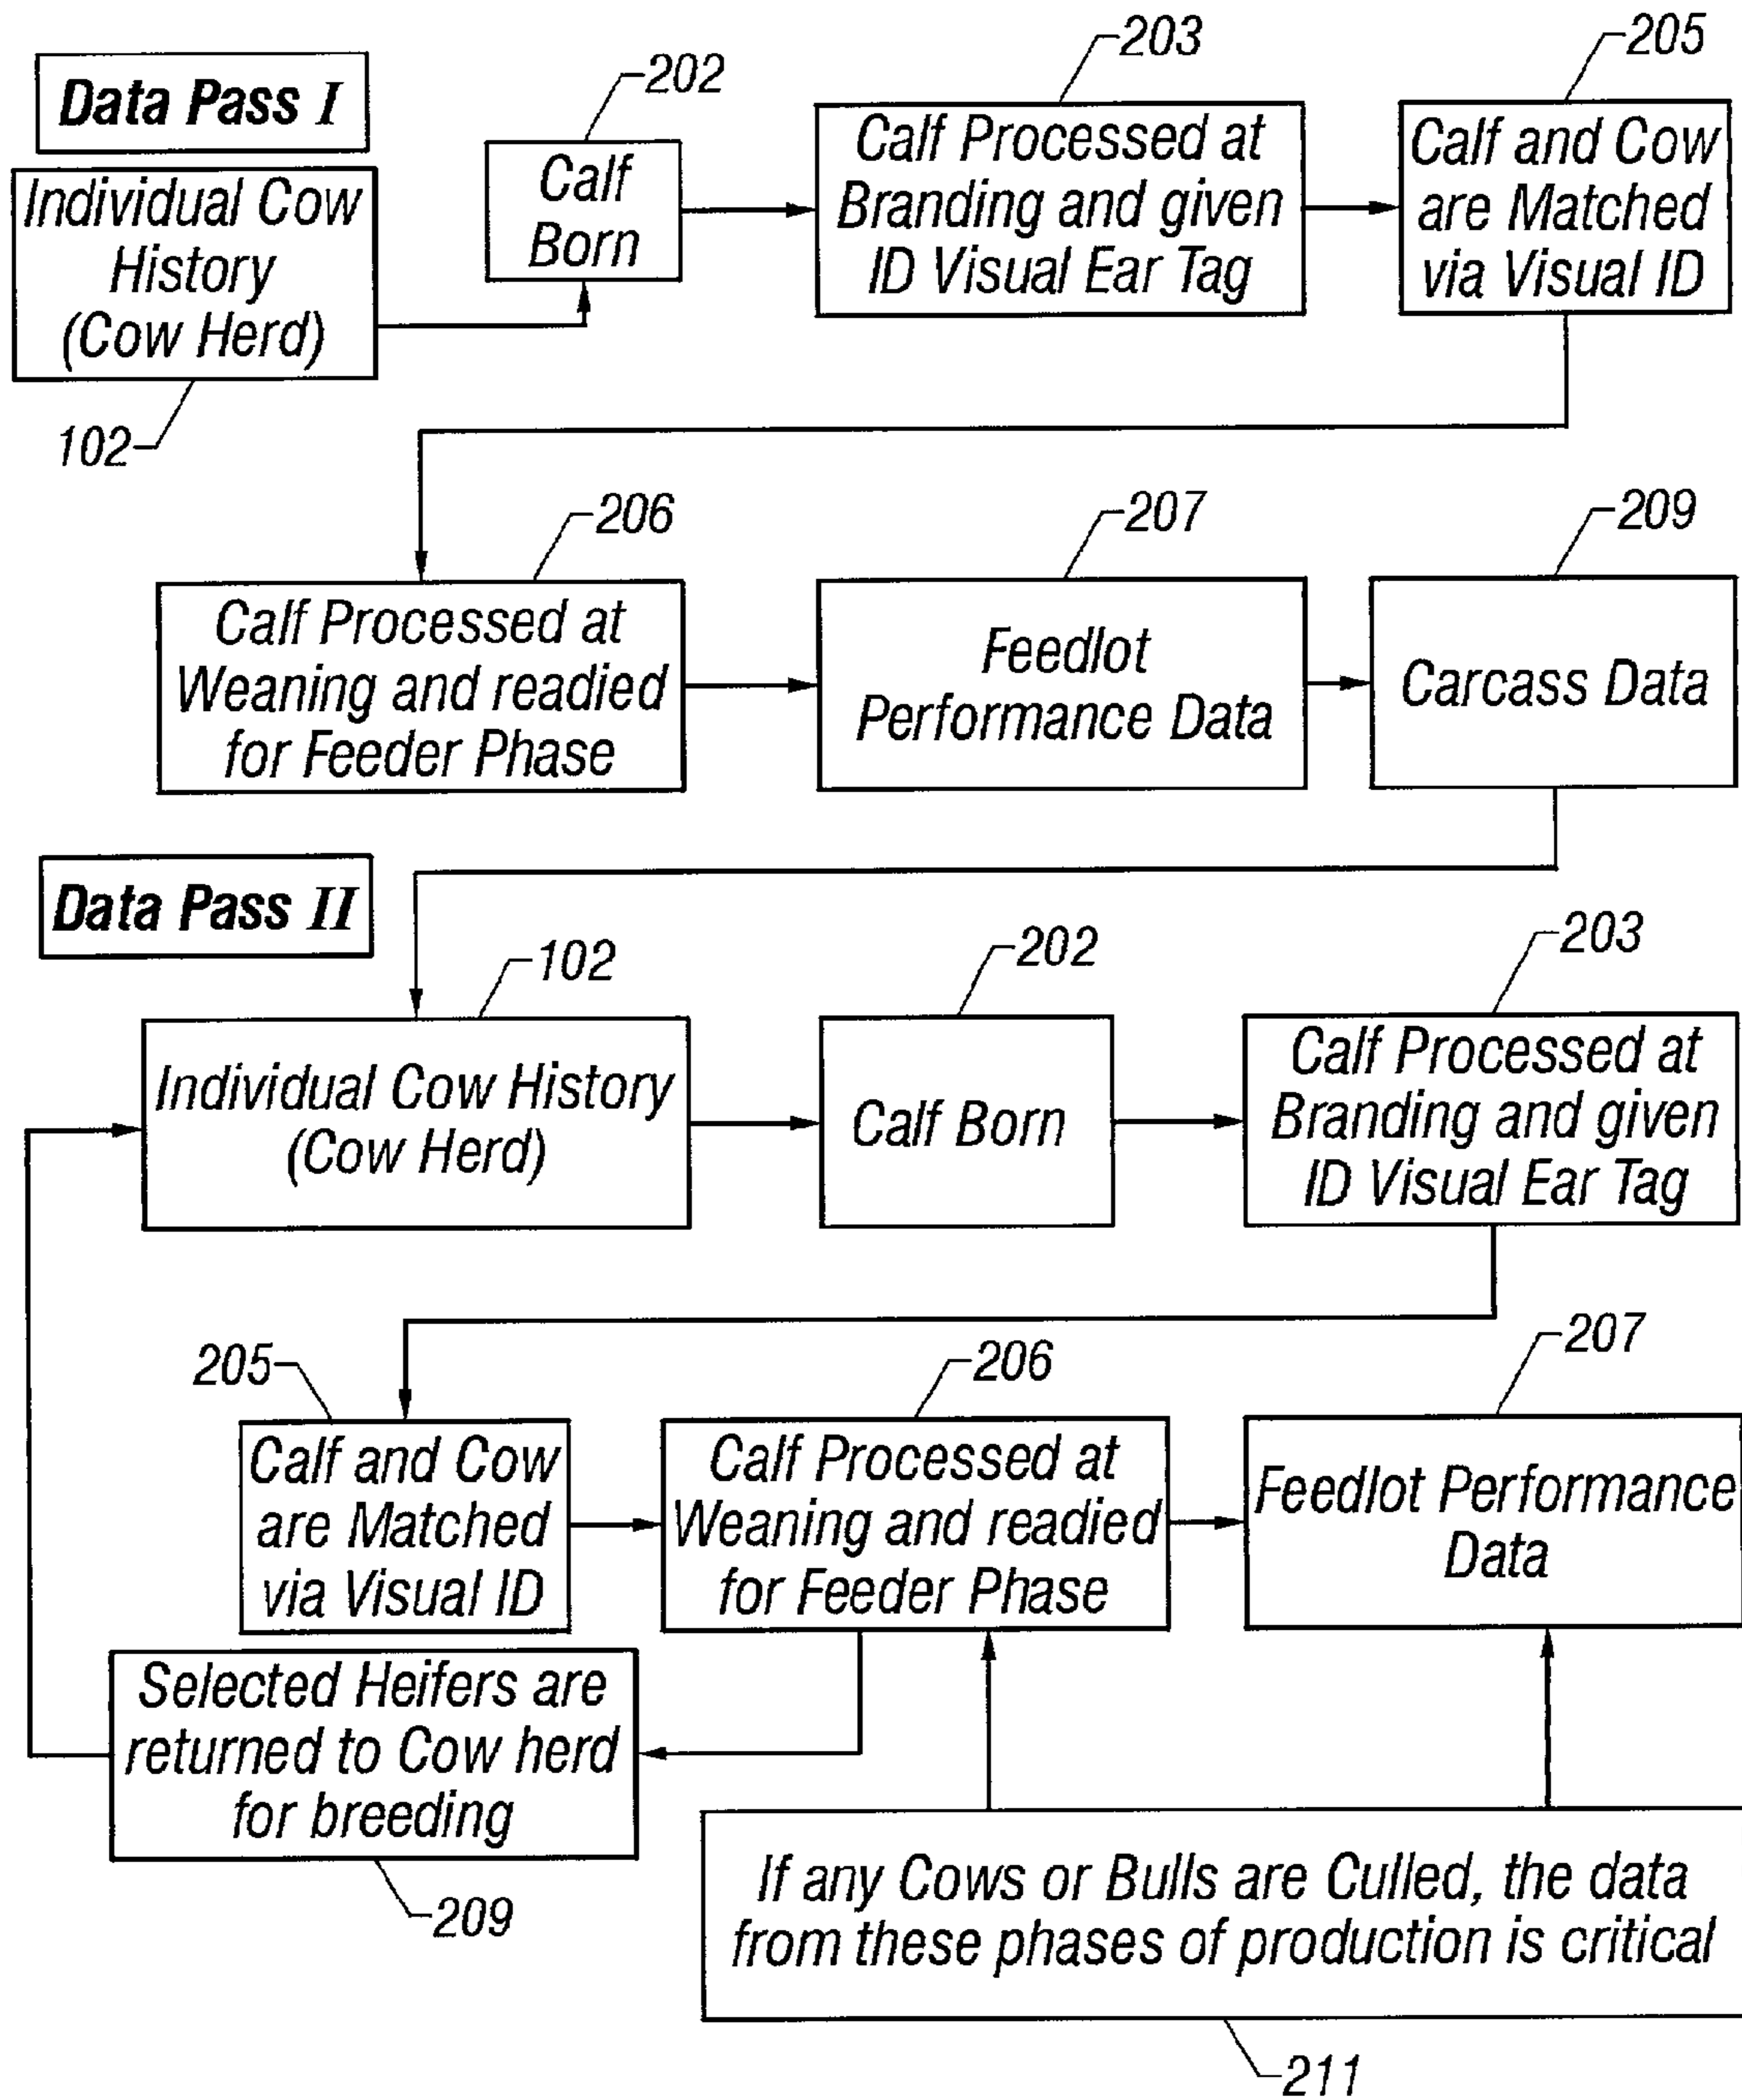 Data Pass I
202
203
205
Individual Cow
History
(Cow Herd)
102
Calf
Born
Calf Processed at
Branding and given
ID Visual Ear Tag
Calf and Cow
are Matched
via Visual ID
206
207
209
Calf Processed at
Weaning and readied
for Feeder Phase
Feedlot
Performance Data
Carcass Data
Data Pass II
102
202
203
Individual Cow History
(Cow Herd)
Calf Born
Calf Processed at
Branding and given
ID Visual Ear Tag
205
206
207
Calf and Cow
are Matched
via Visual ID
Calf Processed at
Weaning and readied
for Feeder Phase
Feedlot Performance
Data
Selected Heifers are
returned to Cow herd
for breeding
209
If any Cows or Bulls are Culled, the data
from these phases of production is critical
211